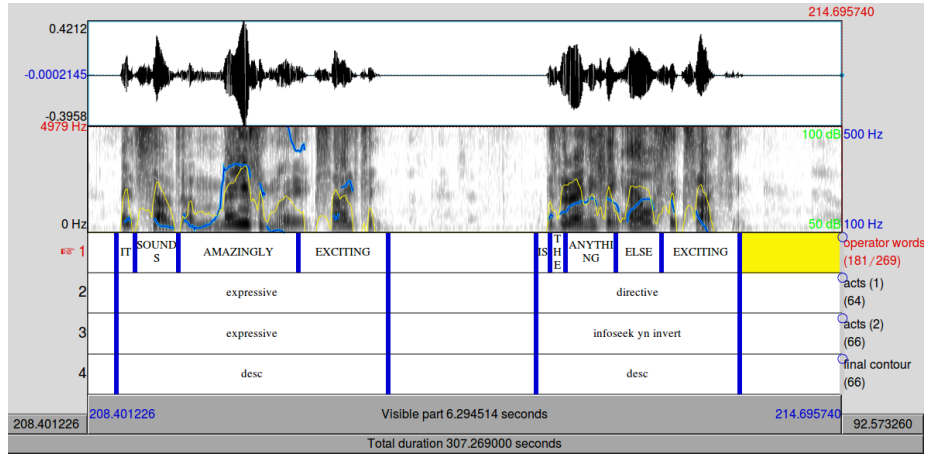 214.695740
0.4212
-0.0002145
-0.3958
4979 Hz
100 dB 500 Hz
0 Hz
50 dB 100 Hz
1 IT SOUND
S AMAZINGLY EXCITING IS T
H
E ANYTHI
NG ELSE EXCITING operator words
(181/269)
2 expressive directive acts (1)
(64)
3 expressive infoseek yn invert acts (2)
(66)
4 desc desc final contour
(66)
208.401226 208.401226 Visible part 6.294514 seconds 214.695740 92.573260
Total duration 307.269000 seconds